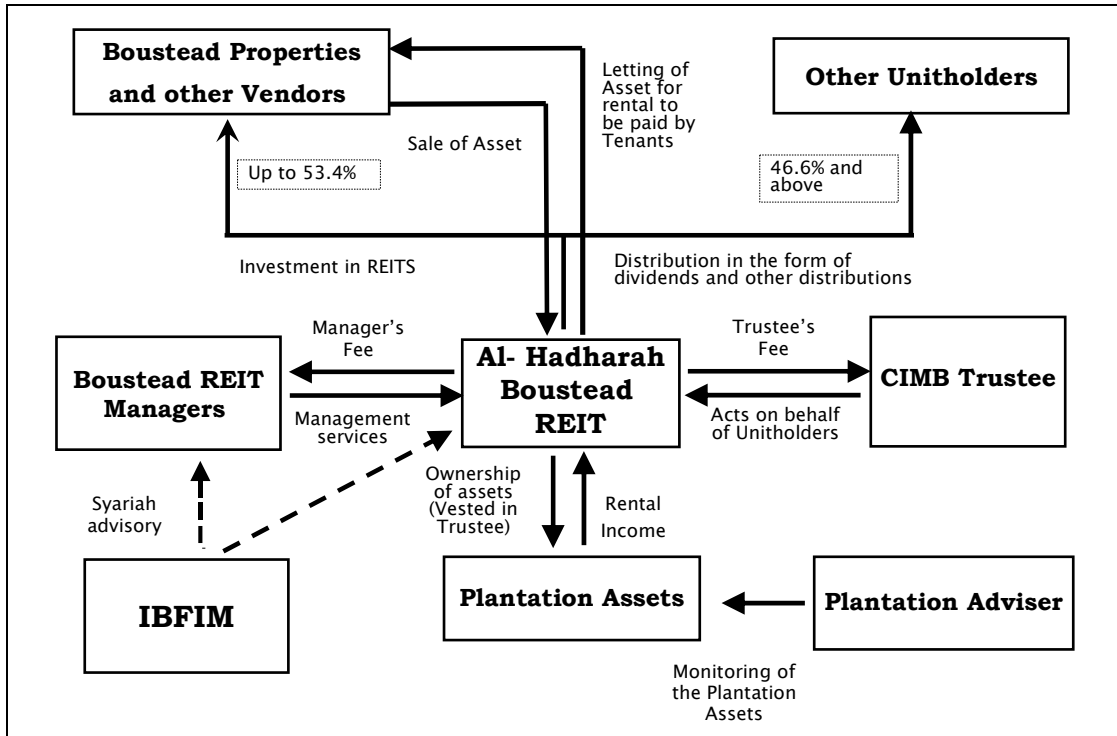 Boustead Properties
and other Vendors
Letting of
Asset for
rental to
be paid by
Tenants
Other Unitholders
Sale of Asset
Up to 53.4%
46.6% and
above
Investment in REITS
Distribution in the form of
dividends and other distributions
Manager's
Fee
Trustee's
Fee
Boustead REIT
Managers
Al- Hadharah
Boustead
REIT
CIMB Trustee
Management
services
Acts on behalf
of Unitholders
Syariah
advisory
Ownership
of assets
(Vested in
Trustee)
Rental
Income
IBFIM
Plantation Assets
Plantation Adviser
Monitoring of
the Plantation
Assets